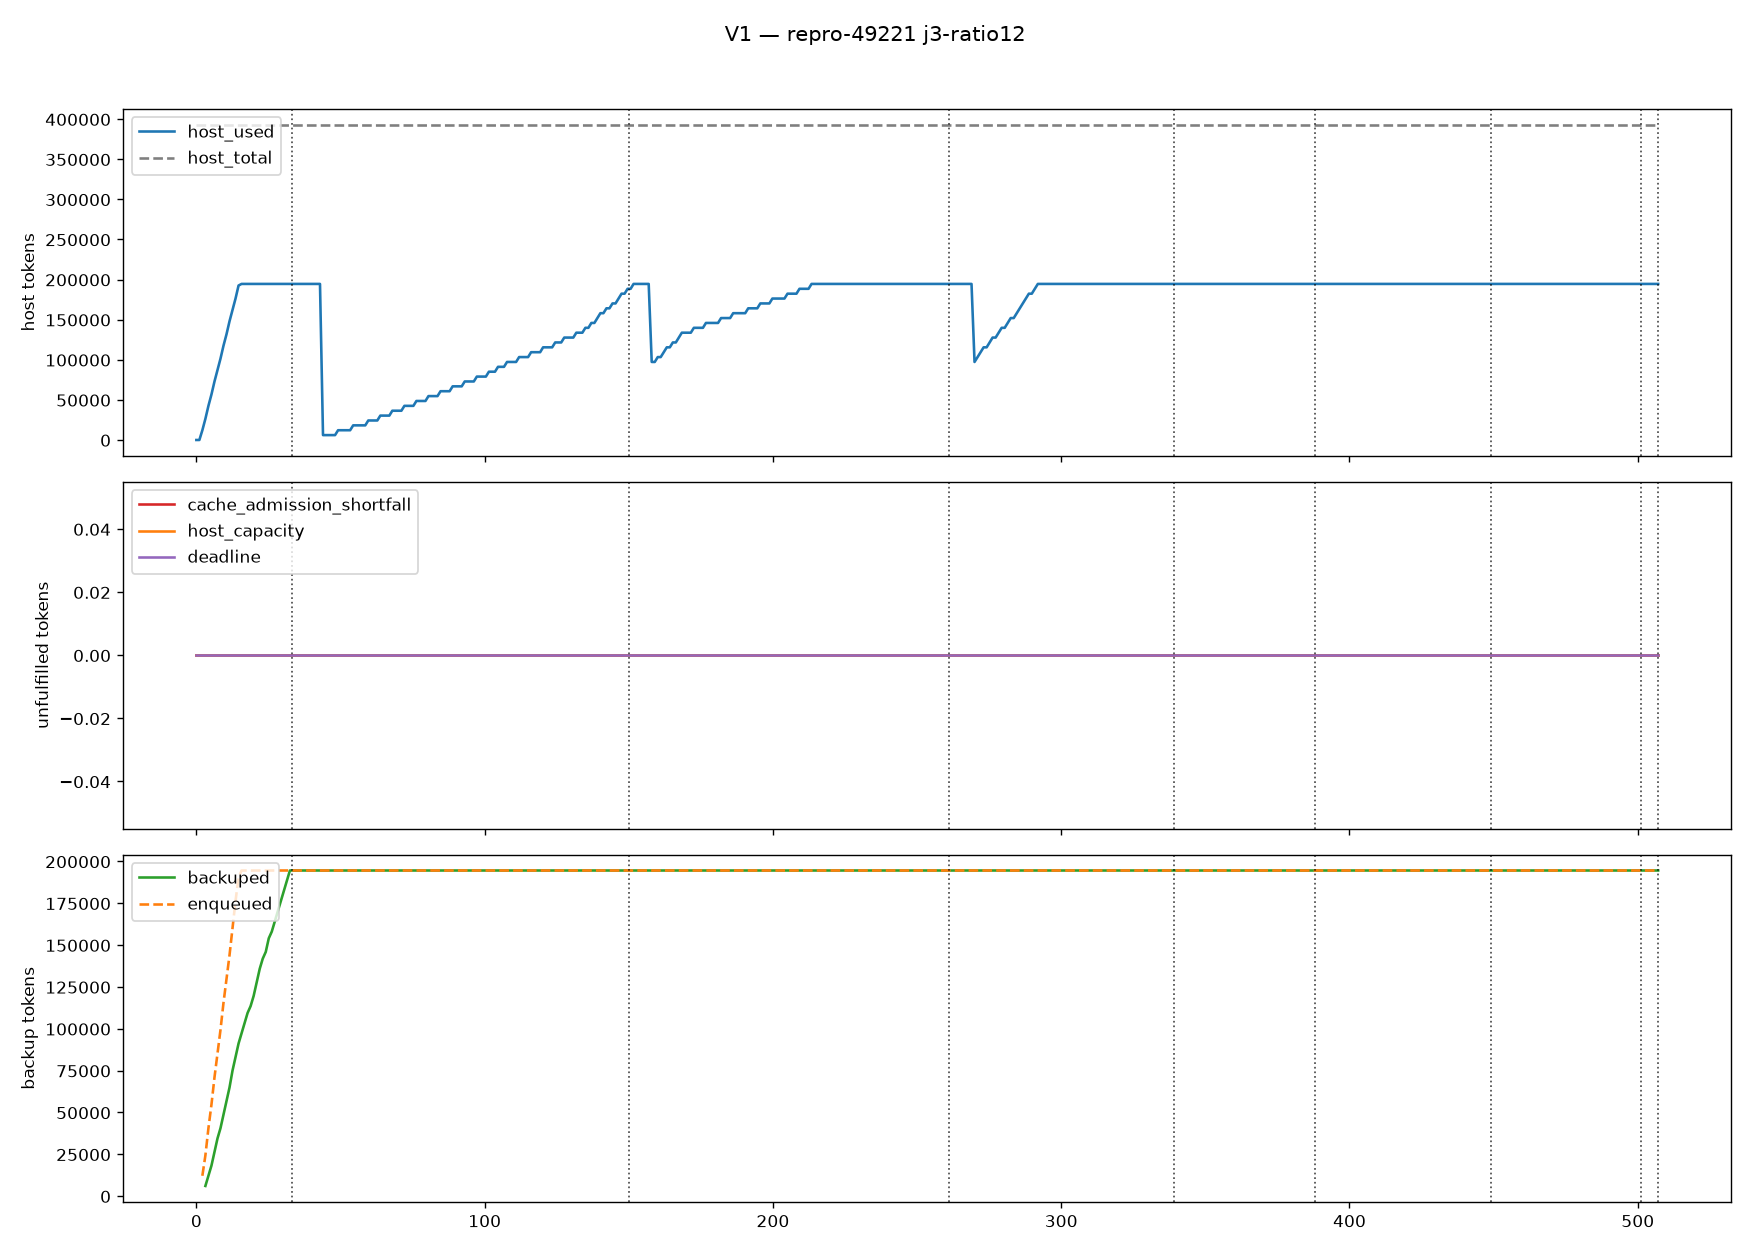 V1 — repro-49221 j3-ratio12
400000
350000
300000
250000
200000
150000
100000
50000
0
host tokens
host_used
host_total
0.04
0.02
0.00
−0.02
−0.04
unfulfilled tokens
cache_admission_shortfall
host_capacity
deadline
200000
175000
150000
125000
100000
75000
50000
25000
0
backup tokens
backuped
enqueued
0 100 200 300 400 500